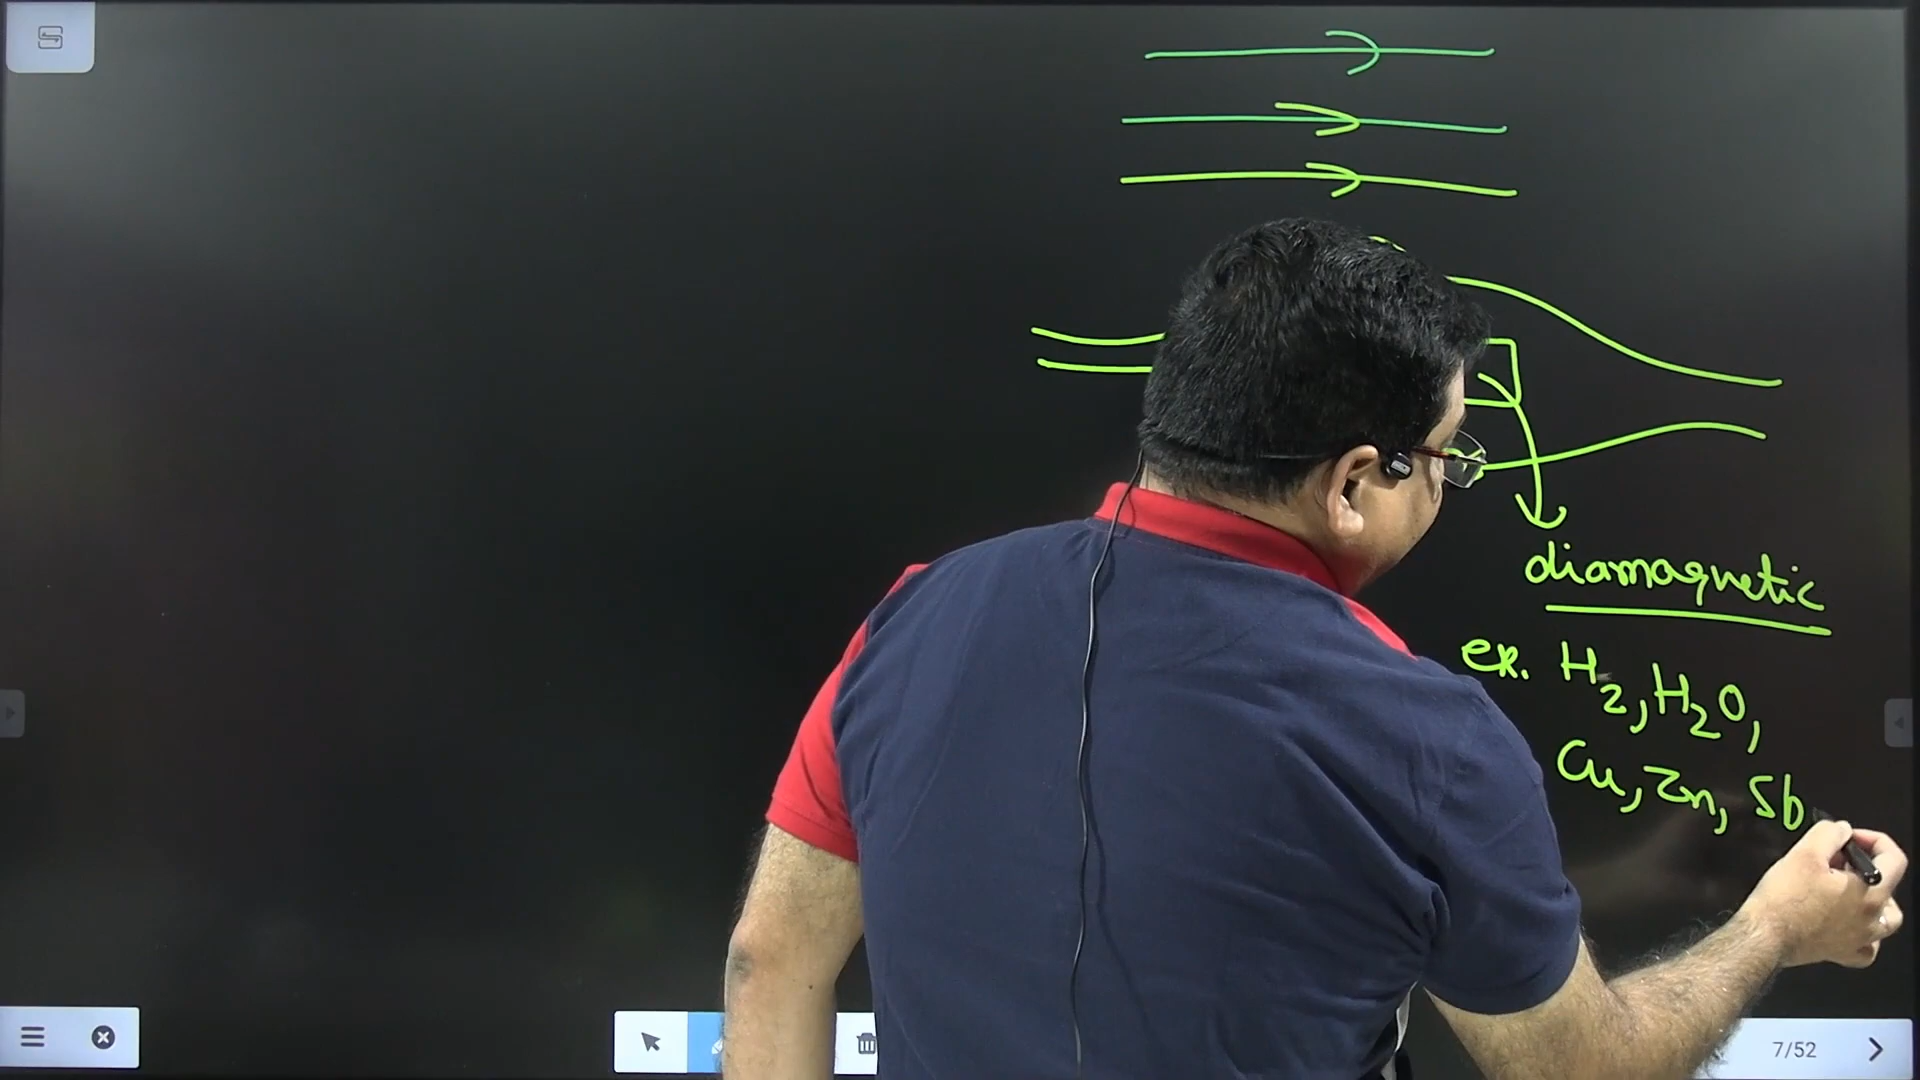 diamagnetic
ex. H2, H2O,
Cu, Zn, Sb
7/52